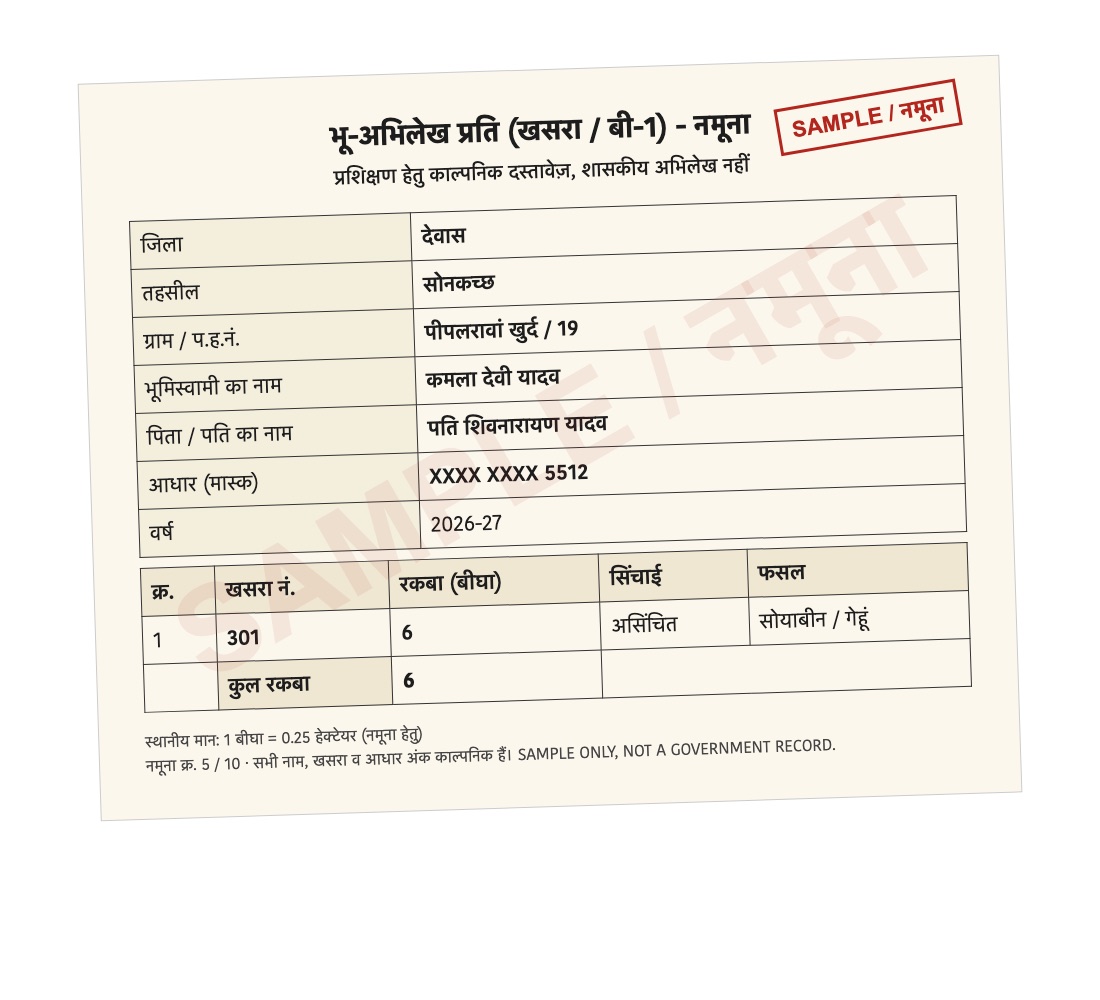 भू-अभिलेख प्रति (खसरा / बी-1) - नमूना
SAMPLE / नमूना
प्रशिक्षण हेतु काल्पनिक दस्तावेज़, शासकीय अभिलेख नहीं
जिला देवास
तहसील सोनकच्छ
ग्राम / प.ह.नं. पीपलरावां खुर्द / 19
भूमिस्वामी का नाम कमला देवी यादव
पिता / पति का नाम पति शिवनारायण यादव
आधार (मास्क) XXXX XXXX 5512
वर्ष 2026-27
SAMPLE / नमूना
क्र. खसरा नं. रकबा (बीघा) सिंचाई फसल
1 301 6 असिंचित सोयाबीन / गेहूं
कुल रकबा 6
स्थानीय मान: 1 बीघा = 0.25 हेक्टेयर (नमूना हेतु)
नमूना क्र. 5 / 10 · सभी नाम, खसरा व आधार अंक काल्पनिक हैं। SAMPLE ONLY, NOT A GOVERNMENT RECORD.